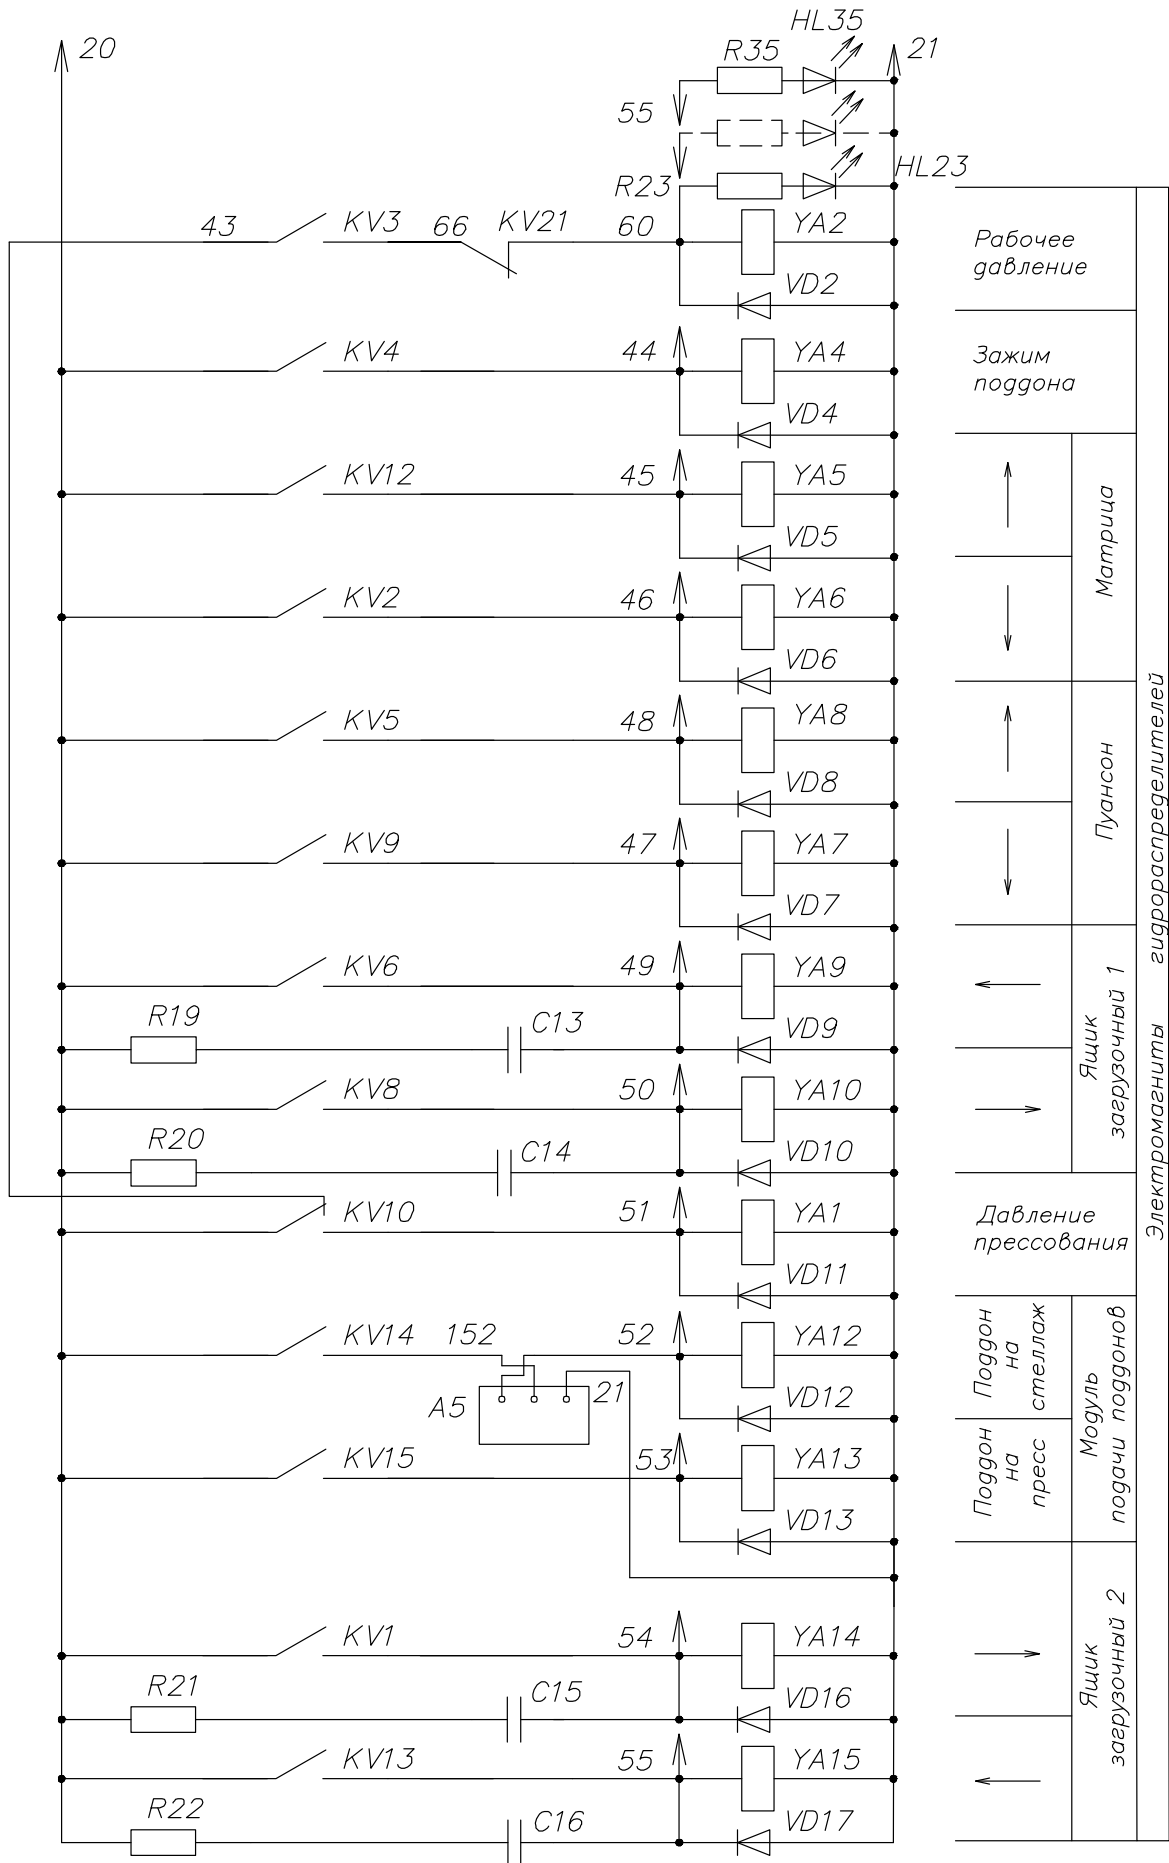 HL35
20
R35
21
55
HL23
R23
43
KV3
66
KV21
60
YA2
Рабочее
давление
VD2
KV4
44
YA4
Зажим
поддона
VD4
KV12
45
YA5
VD5
Матрица
KV2
46
YA6
VD6
KV5
48
YA8
VD8
Пуансон
KV9
47
YA7
VD7
KV6
49
YA9
R19
C13
VD9
Ящик
загрузочный 1
KV8
50
YA10
R20
C14
VD10
KV10
51
YA1
Давление
прессования
VD11
KV14
152
52
YA12
Поддон
на
стеллаж
A5
21
VD12
Модуль
подачи поддонов
KV15
53
YA13
Поддон
на
пресс
VD13
KV1
54
YA14
R21
C15
VD16
Ящик
загрузочный 2
KV13
55
YA15
R22
C16
VD17
Электромагниты гидрораспределителей